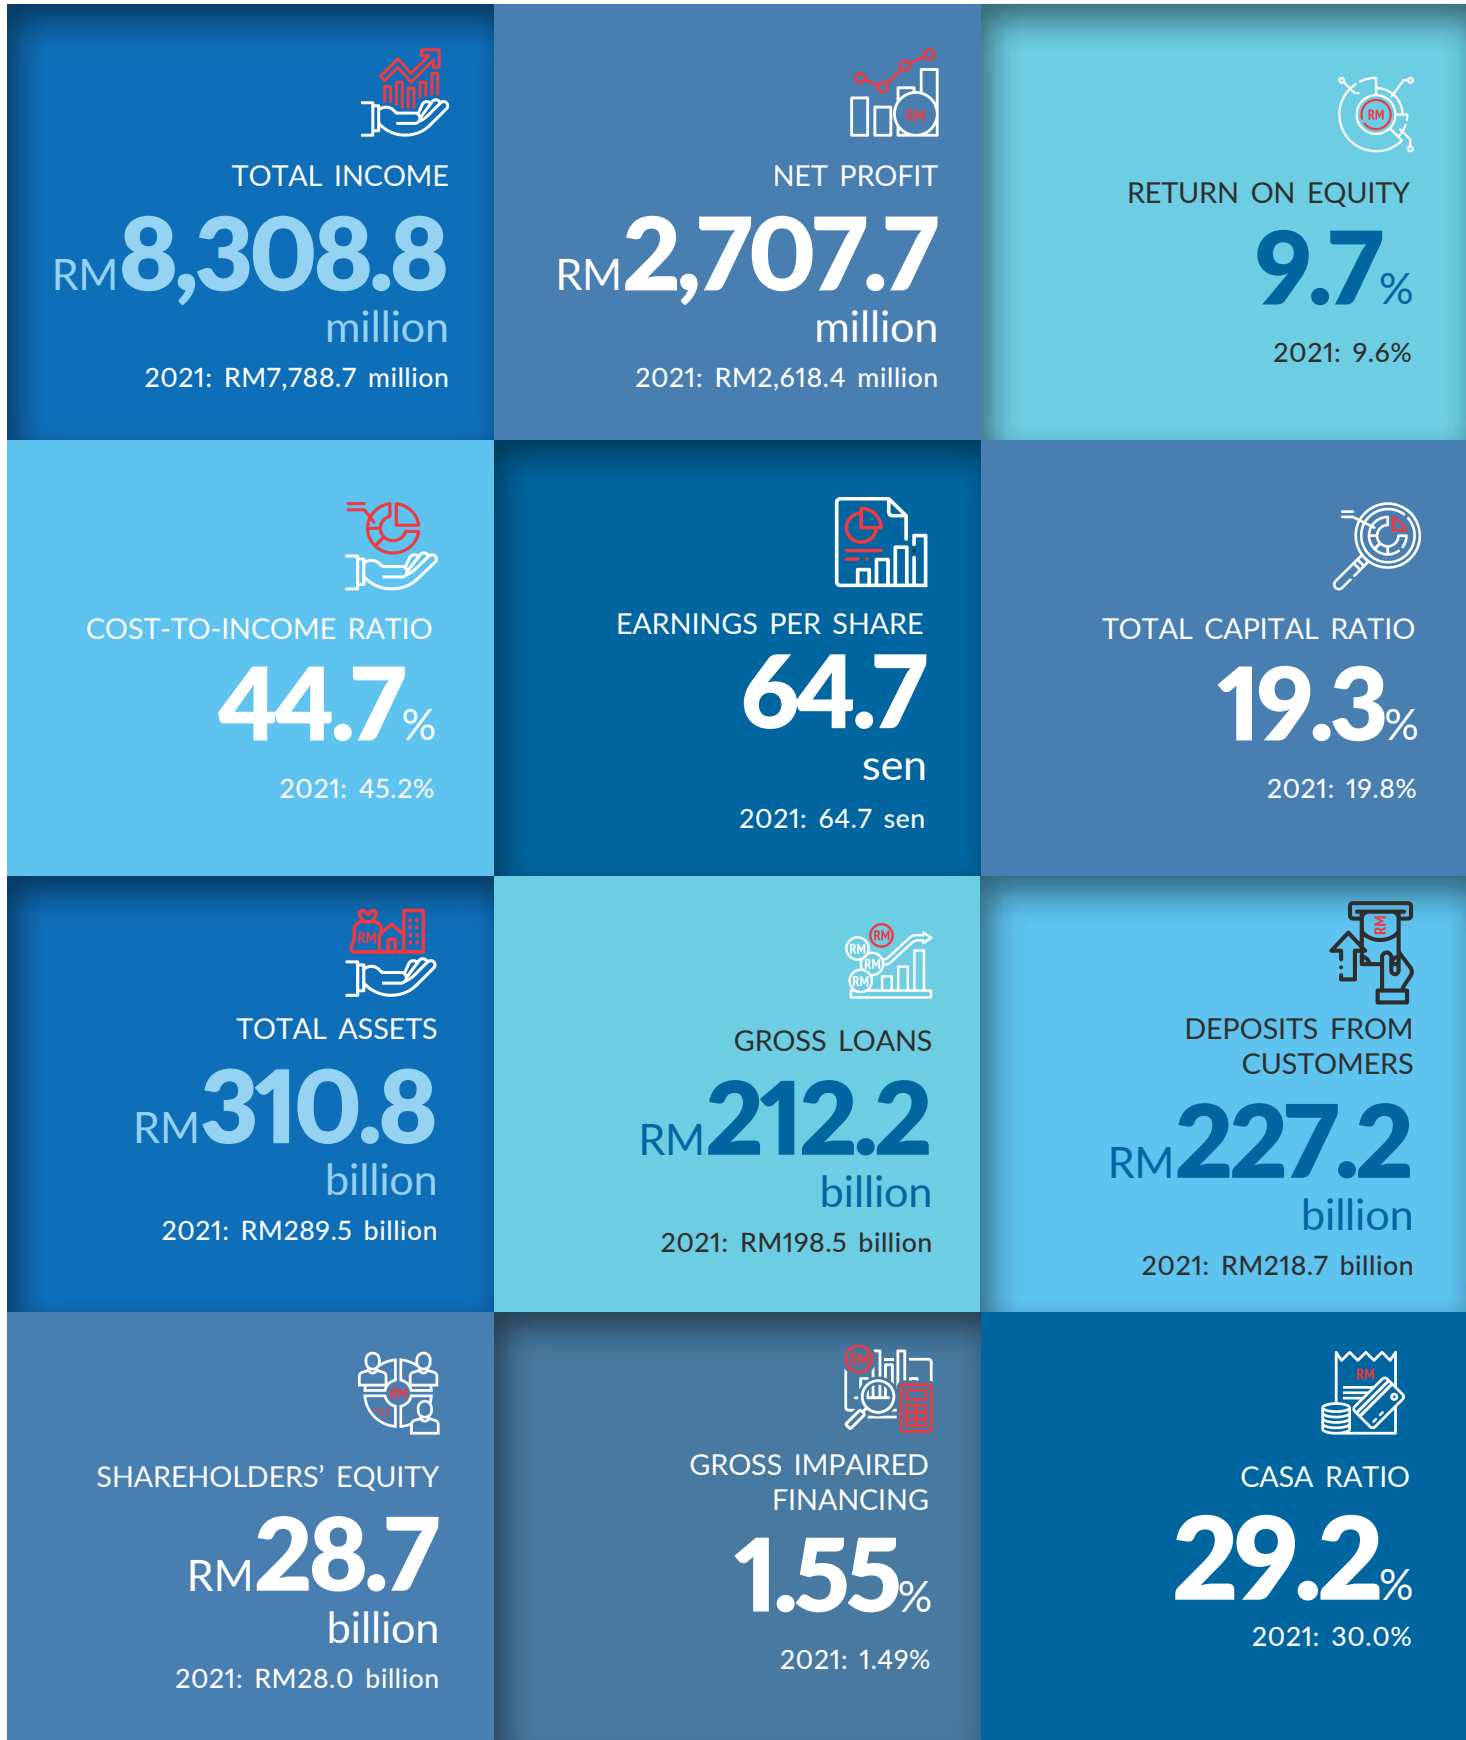 TOTAL INCOME
RM8,308.8
million
2021: RM7,788.7 million
NET PROFIT
RM2,707.7
million
2021: RM2,618.4 million
RETURN ON EQUITY
9.7%
2021: 9.6%
COST-TO-INCOME RATIO
44.7%
2021: 45.2%
EARNINGS PER SHARE
64.7
sen
2021: 64.7 sen
TOTAL CAPITAL RATIO
19.3%
2021: 19.8%
TOTAL ASSETS
RM310.8
billion
2021: RM289.5 billion
GROSS LOANS
RM212.2
billion
2021: RM198.5 billion
DEPOSITS FROM
CUSTOMERS
RM227.2
billion
2021: RM218.7 billion
SHAREHOLDERS’ EQUITY
RM28.7
billion
2021: RM28.0 billion
GROSS IMPAIRED
FINANCING
1.55%
2021: 1.49%
CASA RATIO
29.2%
2021: 30.0%